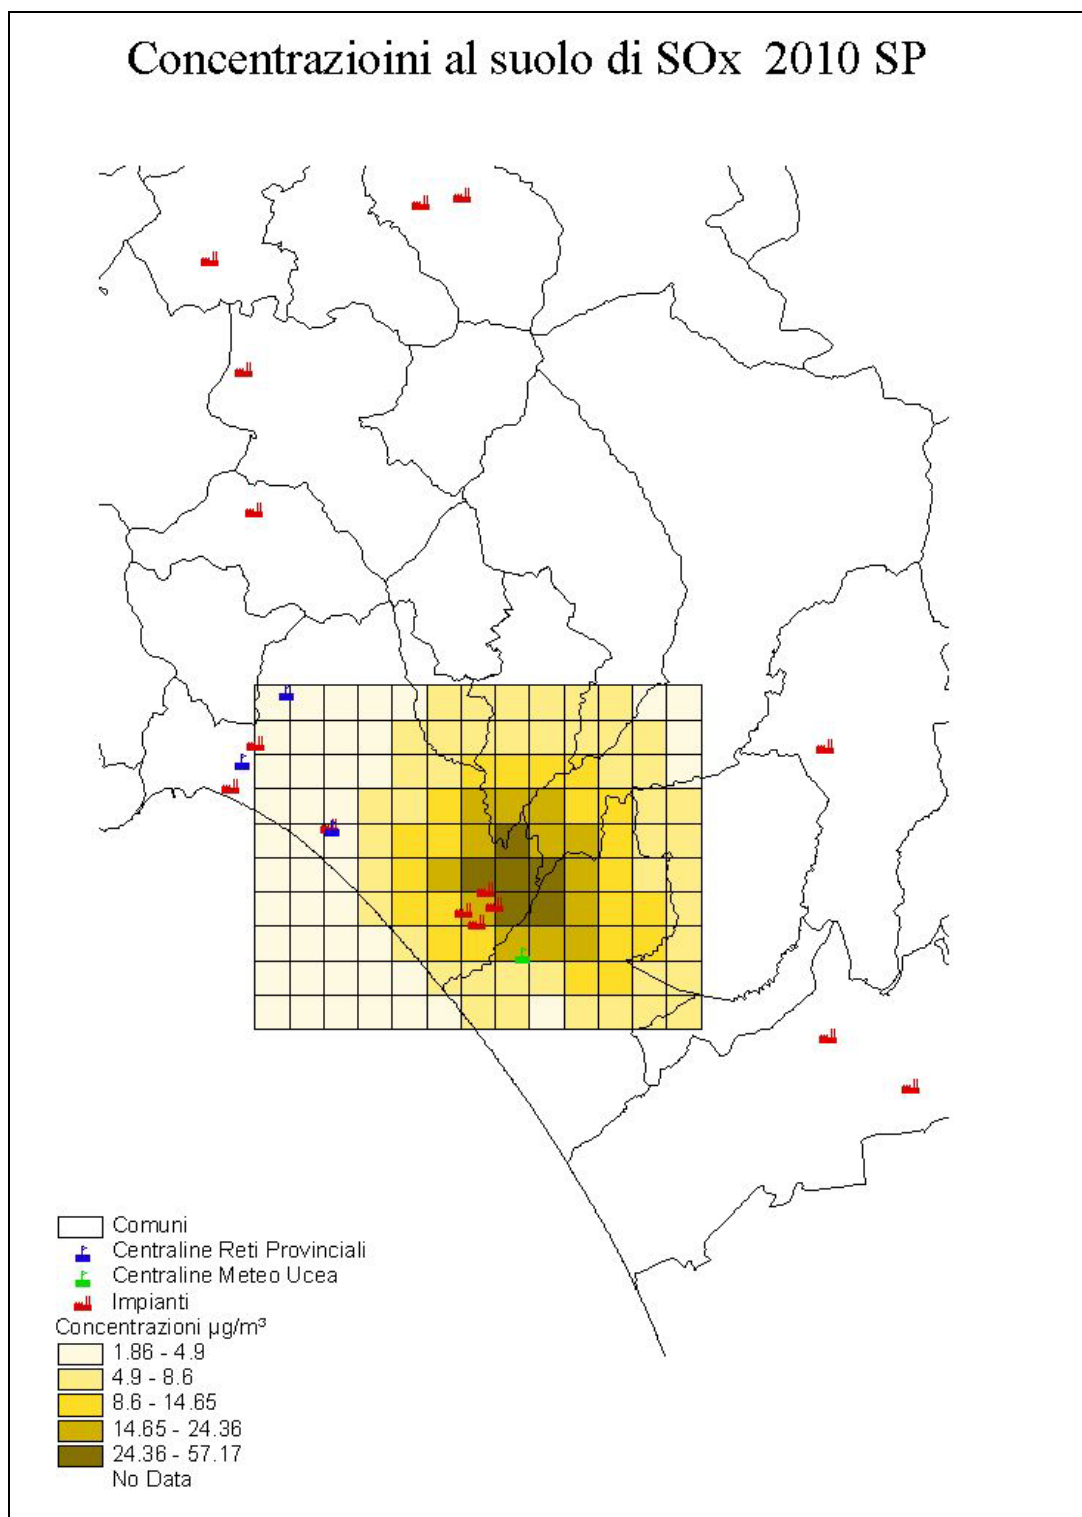 Concentrazioini al suolo di SOx 2010 SP
Comuni
Centraline Reti Provinciali
Centraline Meteo Ucea
Impianti
Concentrazioni µg/m³
1.86 - 4.9
4.9 - 8.6
8.6 - 14.65
14.65 - 24.36
24.36 - 57.17
No Data